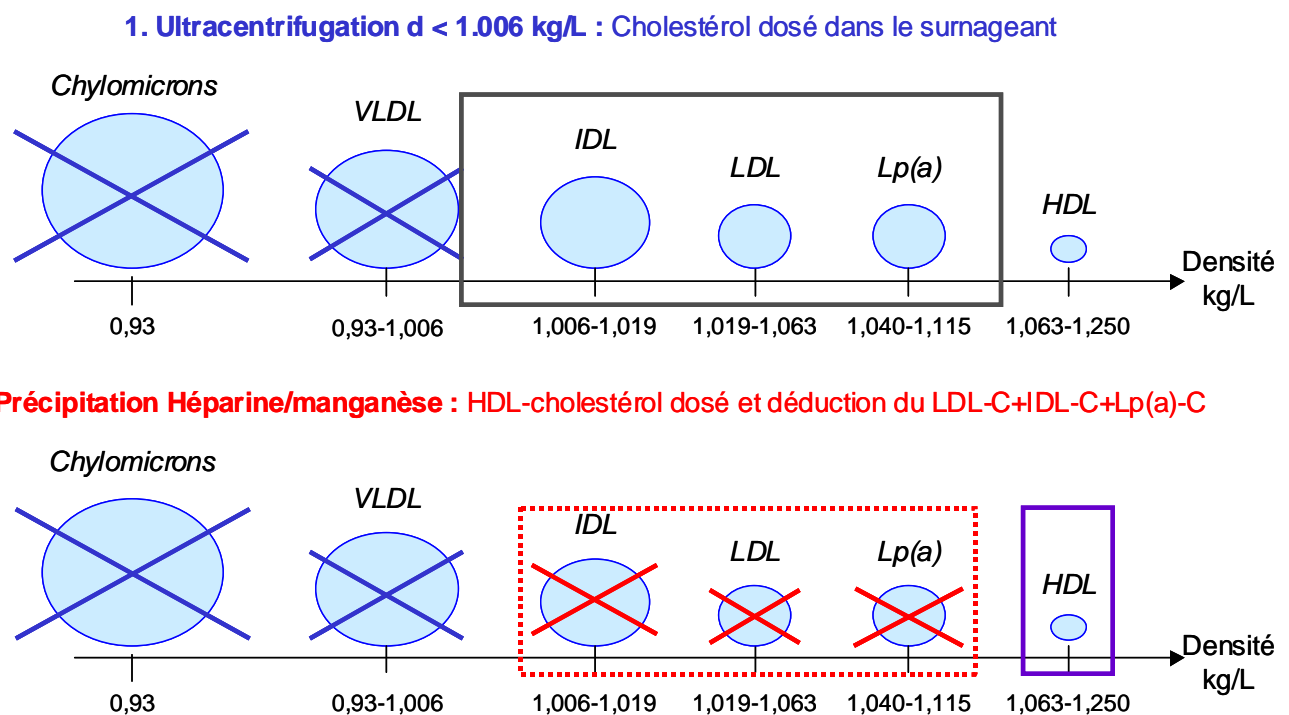 1. Ultracentrifugation d < 1.006 kg/L : Cholestérol dosé dans le surnageant
Chylomicrons
VLDL
IDL
LDL
Lp(a)
HDL
Densité
kg/L
0,93
0,93-1,006
1,006-1,019
1,019-1,063
1,040-1,115
1,063-1,250
Précipitation Héparine/manganèse : HDL-cholestérol dosé et déduction du LDL-C+IDL-C+Lp(a)-C
Chylomicrons
VLDL
IDL
LDL
Lp(a)
HDL
Densité
kg/L
0,93
0,93-1,006
1,006-1,019
1,019-1,063
1,040-1,115
1,063-1,250